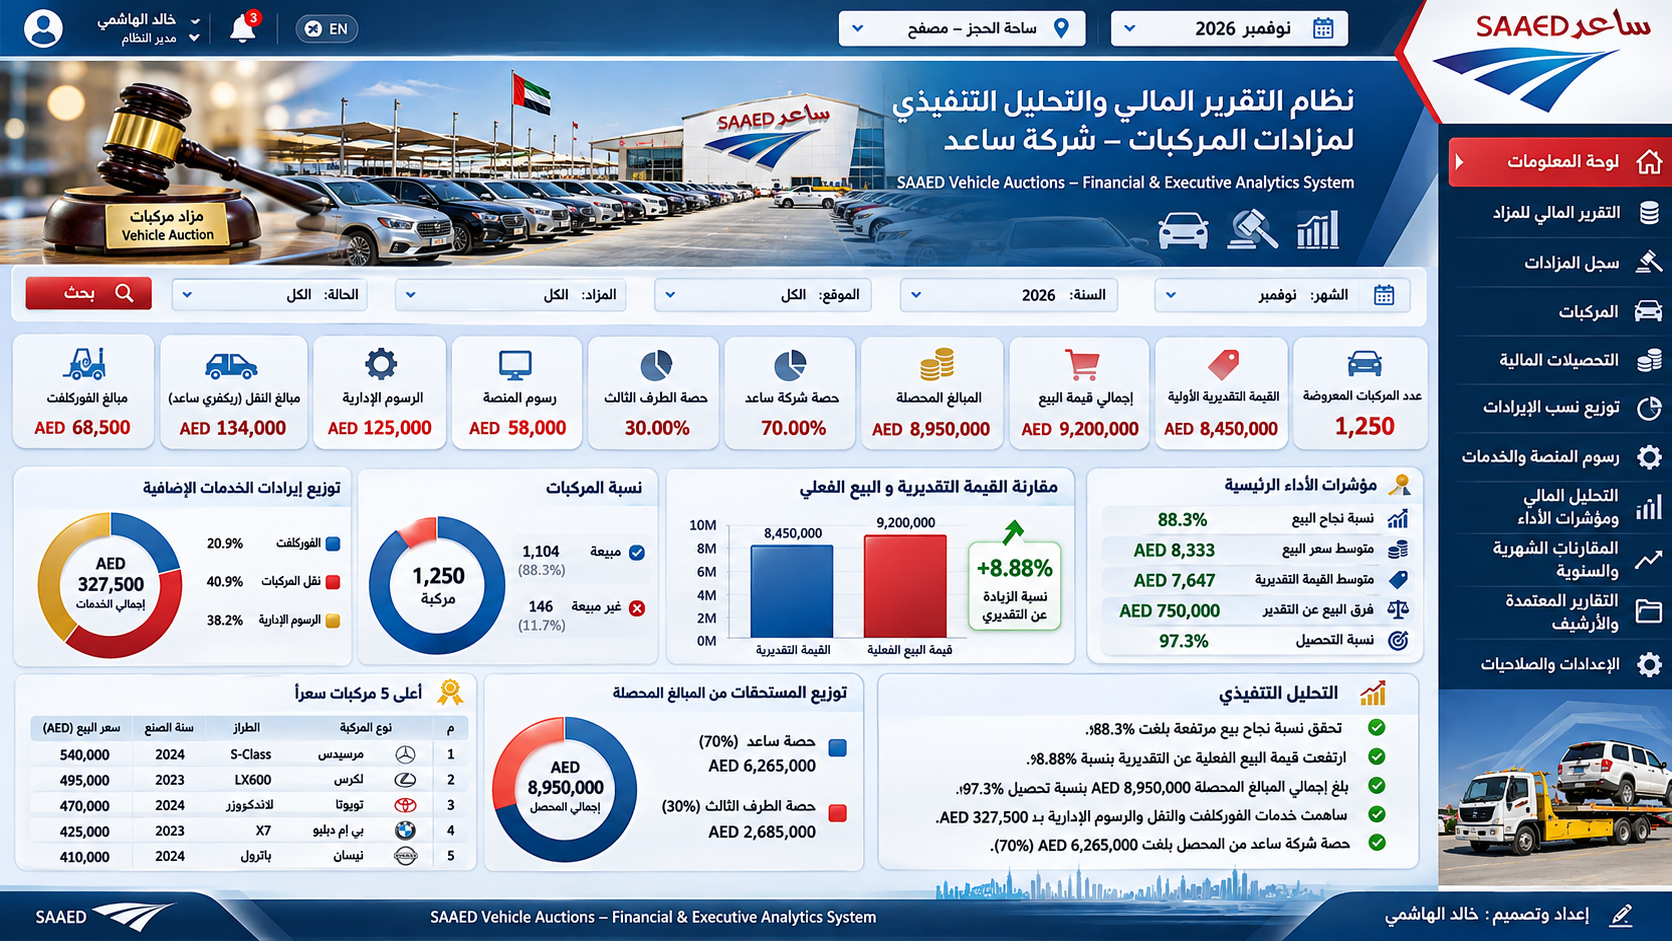 خالد الهاشمي
مدير النظام
3
EN
ساحة الحجز – مصفح
نوفمبر 2026
ساعد SAAED
نظام التقرير المالي والتحليل التنفيذي
لمزادات المركبات – شركة ساعد
SAAED Vehicle Auctions – Financial & Executive Analytics System
ساعد SAAED
مزاد مركبات
Vehicle Auction
لوحة المعلومات
التقرير المالي للمزاد
سجل المزادات
المركبات
التحصيلات المالية
توزيع نسب الإيرادات
رسوم المنصة والخدمات
التحليل المالي
ومؤشرات الأداء
المقارنات الشهرية
والسنوية
التقارير المعتمدة
والأرشيف
الإعدادات والصلاحيات
الشهر: نوفمبر
السنة: 2026
الموقع: الكل
المزاد: الكل
الحالة: الكل
بحث
عدد المركبات المعروضة
1,250
القيمة التقديرية الأولية
AED 8,450,000
إجمالي قيمة البيع
AED 9,200,000
المبالغ المحصلة
AED 8,950,000
حصة شركة ساعد
70.00%
حصة الطرف الثالث
30.00%
رسوم المنصة
AED 58,000
الرسوم الإدارية
AED 125,000
مبالغ النقل (ريكفري ساعد)
AED 134,000
مبالغ الفوركلفت
AED 68,500
مؤشرات الأداء الرئيسية
نسبة نجاح البيع 88.3%
متوسط سعر البيع AED 8,333
متوسط القيمة التقديرية AED 7,647
فرق البيع عن التقدير AED 750,000
نسبة التحصيل 97.3%
مقارنة القيمة التقديرية و البيع الفعلي
10M
8M
6M
4M
2M
0M
8,450,000
9,200,000
القيمة التقديرية
قيمة البيع الفعلية
+8.88%
نسبة الزيادة
عن التقديري
نسبة المركبات
1,250
مركبة
مبيعة 1,104
(88.3%)
غير مبيعة 146
(11.7%)
توزيع إيرادات الخدمات الإضافية
AED
327,500
إجمالي الخدمات
الفوركلفت 20.9%
نقل المركبات 40.9%
الرسوم الإدارية 38.2%
التحليل التنفيذي
تحقق نسبة نجاح بيع مرتفعة بلغت 88.3%.
ارتفعت قيمة البيع الفعلية عن التقديرية بنسبة 8.88%.
بلغ إجمالي المبالغ المحصلة AED 8,950,000 بنسبة تحصيل 97.3%.
ساهمت خدمات الفوركلفت والنقل والرسوم الإدارية بـ AED 327,500.
حصة شركة ساعد من المحصل بلغت AED 6,265,000 (70%).
توزيع المستحقات من المبالغ المحصلة
AED
8,950,000
إجمالي المحصل
حصة ساعد (70%)
AED 6,265,000
حصة الطرف الثالث (30%)
AED 2,685,000
أعلى 5 مركبات سعراً
م نوع المركبة الطراز سنة الصنع سعر البيع (AED)
1 مرسيدس S-Class 2024 540,000
2 لكزس LX600 2023 495,000
3 تويوتا لاندكروزر 2024 470,000
4 بي إم دبليو X7 2023 425,000
5 نيسان باترول 2024 410,000
إعداد وتصميم : خالد الهاشمي
SAAED Vehicle Auctions – Financial & Executive Analytics System
SAAED